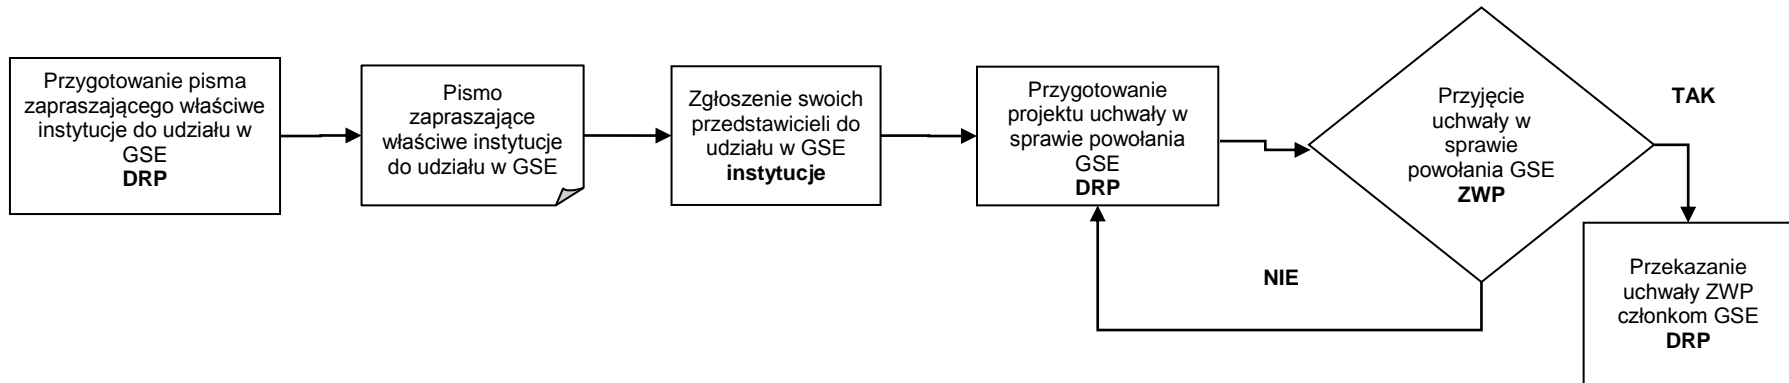 Przygotowanie pisma
zapraszającego właściwe
instytucje do udziału w
GSE
DRP
Pismo
zapraszające
właściwe instytucje
do udziału w GSE
Zgłoszenie swoich
przedstawicieli do
udziału w GSE
instytucje
Przygotowanie
projektu uchwały w
sprawie powołania
GSE
DRP
Przyjęcie
uchwały w
sprawie
powołania GSE
ZWP
TAK
NIE
Przekazanie
uchwały ZWP
członkom GSE
DRP